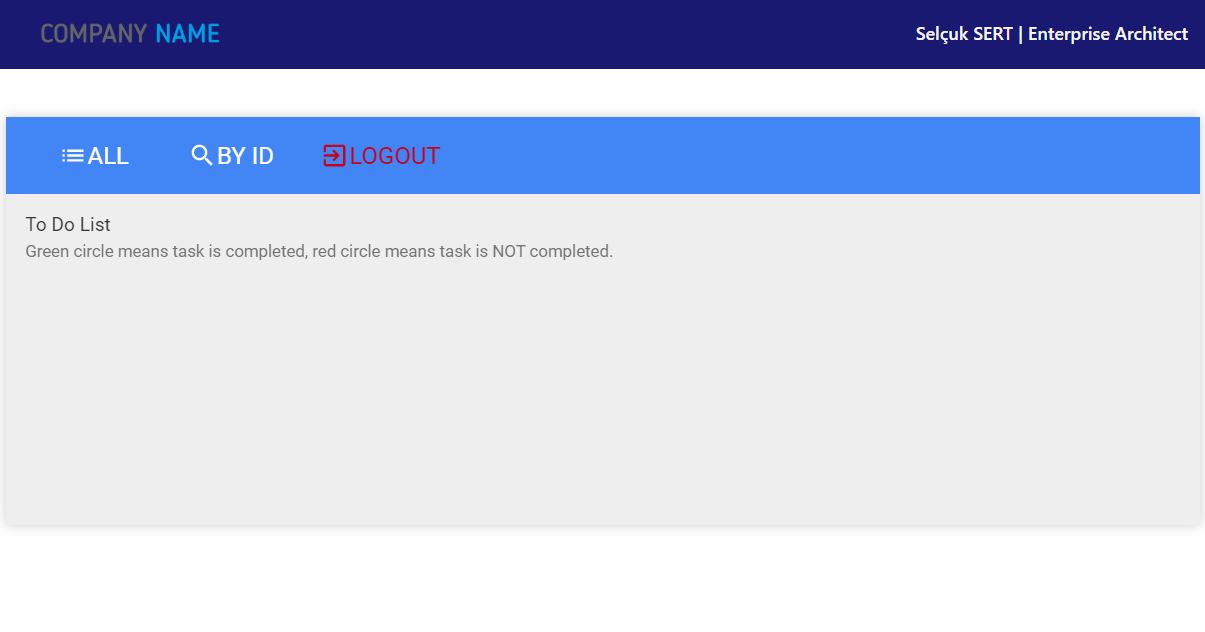 COMPANY NAME
Selçuk SERT | Enterprise Architect
ALL
BY ID
LOGOUT
To Do List
Green circle means task is completed, red circle means task is NOT completed.